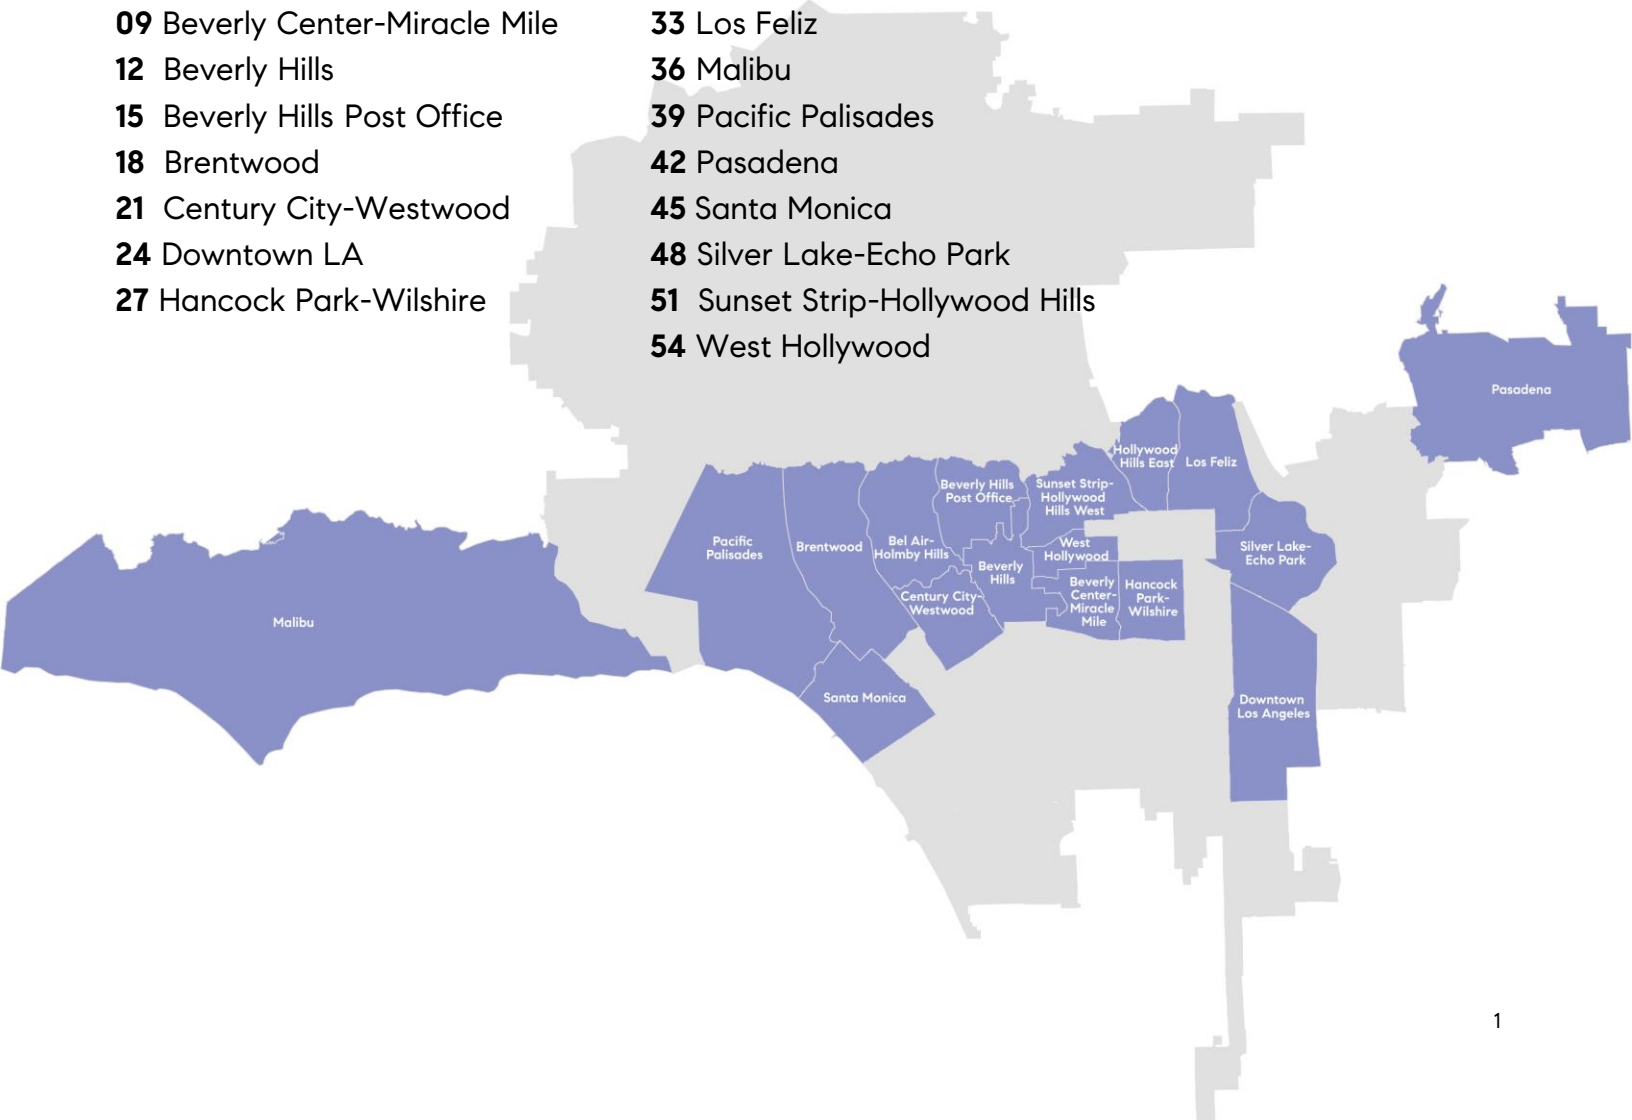 09 Beverly Center-Miracle Mile
12 Beverly Hills
15 Beverly Hills Post Office
18 Brentwood
21 Century City-Westwood
24 Downtown LA
27 Hancock Park-Wilshire
33 Los Feliz
36 Malibu
39 Pacific Palisades
42 Pasadena
45 Santa Monica
48 Silver Lake-Echo Park
51 Sunset Strip-Hollywood Hills
54 West Hollywood
Pasadena
Hollywood
Hills East
Los Feliz
Beverly Hills
Post Office
Sunset Strip-
Hollywood
Hills West
Pacific
Palisades
Brentwood
Bel Air-
Holmby Hills
West
Hollywood
Silver Lake-
Echo Park
Beverly
Hills
Century City-
Westwood
Beverly
Center-
Miracle
Mile
Hancock
Park-
Wilshire
Malibu
Santa Monica
Downtown
Los Angeles
1